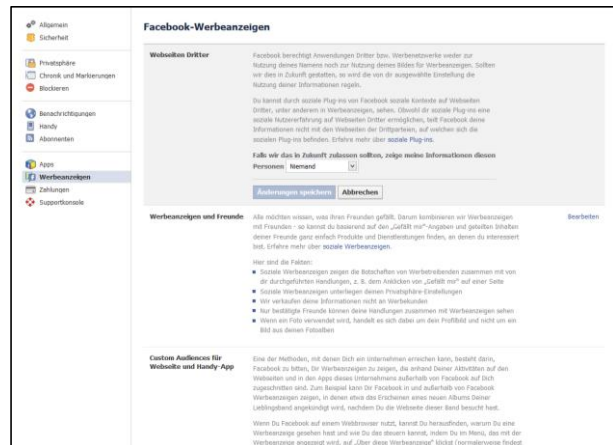 Allgemein
Sicherheit
Privatsphäre
Chronik und Markierungen
Blockieren
Benachrichtigungen
Handy
Abonnenten
Apps
Werbeanzeigen
Zahlungen
Supportkonsole
Facebook-Werbeanzeigen
Webseiten Dritter
Facebook berechtigt Anwendungen Dritter bzw. Werbenetzwerke weder zur
Nutzung deines Namens noch zur Nutzung deines Bildes für Werbeanzeigen. Sollten
wir dies in Zukunft gestatten, so wird die von dir ausgewählte Einstellung die
Nutzung deiner Informationen regeln.
Du kannst durch soziale Plug-ins von Facebook soziale Kontexte auf Webseiten
Dritter, unter anderem in Werbeanzeigen, sehen. Obwohl dir soziale Plug-ins eine
soziale Nutzererfahrung auf Webseiten Dritter ermöglichen, teilt Facebook deine
Informationen nicht mit den Webseiten der Drittparteien, auf welchen sich die
sozialen Plug-ins befinden. Erfahre mehr über soziale Plug-ins.
Falls wir das in Zukunft zulassen sollten, zeige meine Informationen diesen
Personen Niemand
Änderungen speichern Abbrechen
Werbeanzeigen und Freunde
Bearbeiten
Alle möchten wissen, was ihren Freunden gefällt. Darum kombinieren wir Werbeanzeigen
mit Freunden - so kannst du basierend auf den „Gefällt mir"-Angaben und geteilten Inhalten
deiner Freunde ganz einfach Produkte und Dienstleistungen finden, an denen du interessiert
bist. Erfahre mehr über soziale Werbeanzeigen.
Hier sind die Fakten:
Soziale Werbeanzeigen zeigen die Botschaften von Werbetreibenden zusammen mit von
dir durchgeführten Handlungen, z. B. dem Anklicken von „Gefällt mir" auf einer Seite
Soziale Werbeanzeigen unterliegen deinen Privatsphäre-Einstellungen
Wir verkaufen deine Informationen nicht an Werbekunden
Nur bestätigte Freunde können deine Handlungen zusammen mit Werbeanzeigen sehen
Wenn ein Foto verwendet wird, handelt es sich dabei um dein Profilbild und nicht um ein
Bild aus deinen Fotoalben
Custom Audiences für
Webseite und Handy-App
Eine der Methoden, mit denen Dich ein Unternehmen erreichen kann, besteht darin,
Facebook zu bitten, Dir Werbeanzeigen zu zeigen, die anhand Deiner Aktivitäten auf den
Webseiten und in den Apps dieses Unternehmens außerhalb von Facebook auf Dich
zugeschnitten sind. Zum Beispiel kann Dir Facebook in und außerhalb von Facebook
Werbeanzeigen zeigen, in denen etwa das Erscheinen eines neuen Albums Deiner
Lieblingsband angekündigt wird, nachdem Du die Webseite dieser Band besucht hast.
Wenn Du Facebook auf einem Webbrowser nutzt, kannst Du herausfinden, warum Du eine
Werbeanzeige gesehen hast und wie Du das steuern kannst, indem Du im Menü, das mit der
Werbeanzeige angezeigt wird, auf „Über diese Werbeanzeige" klickst (normalerweise findest